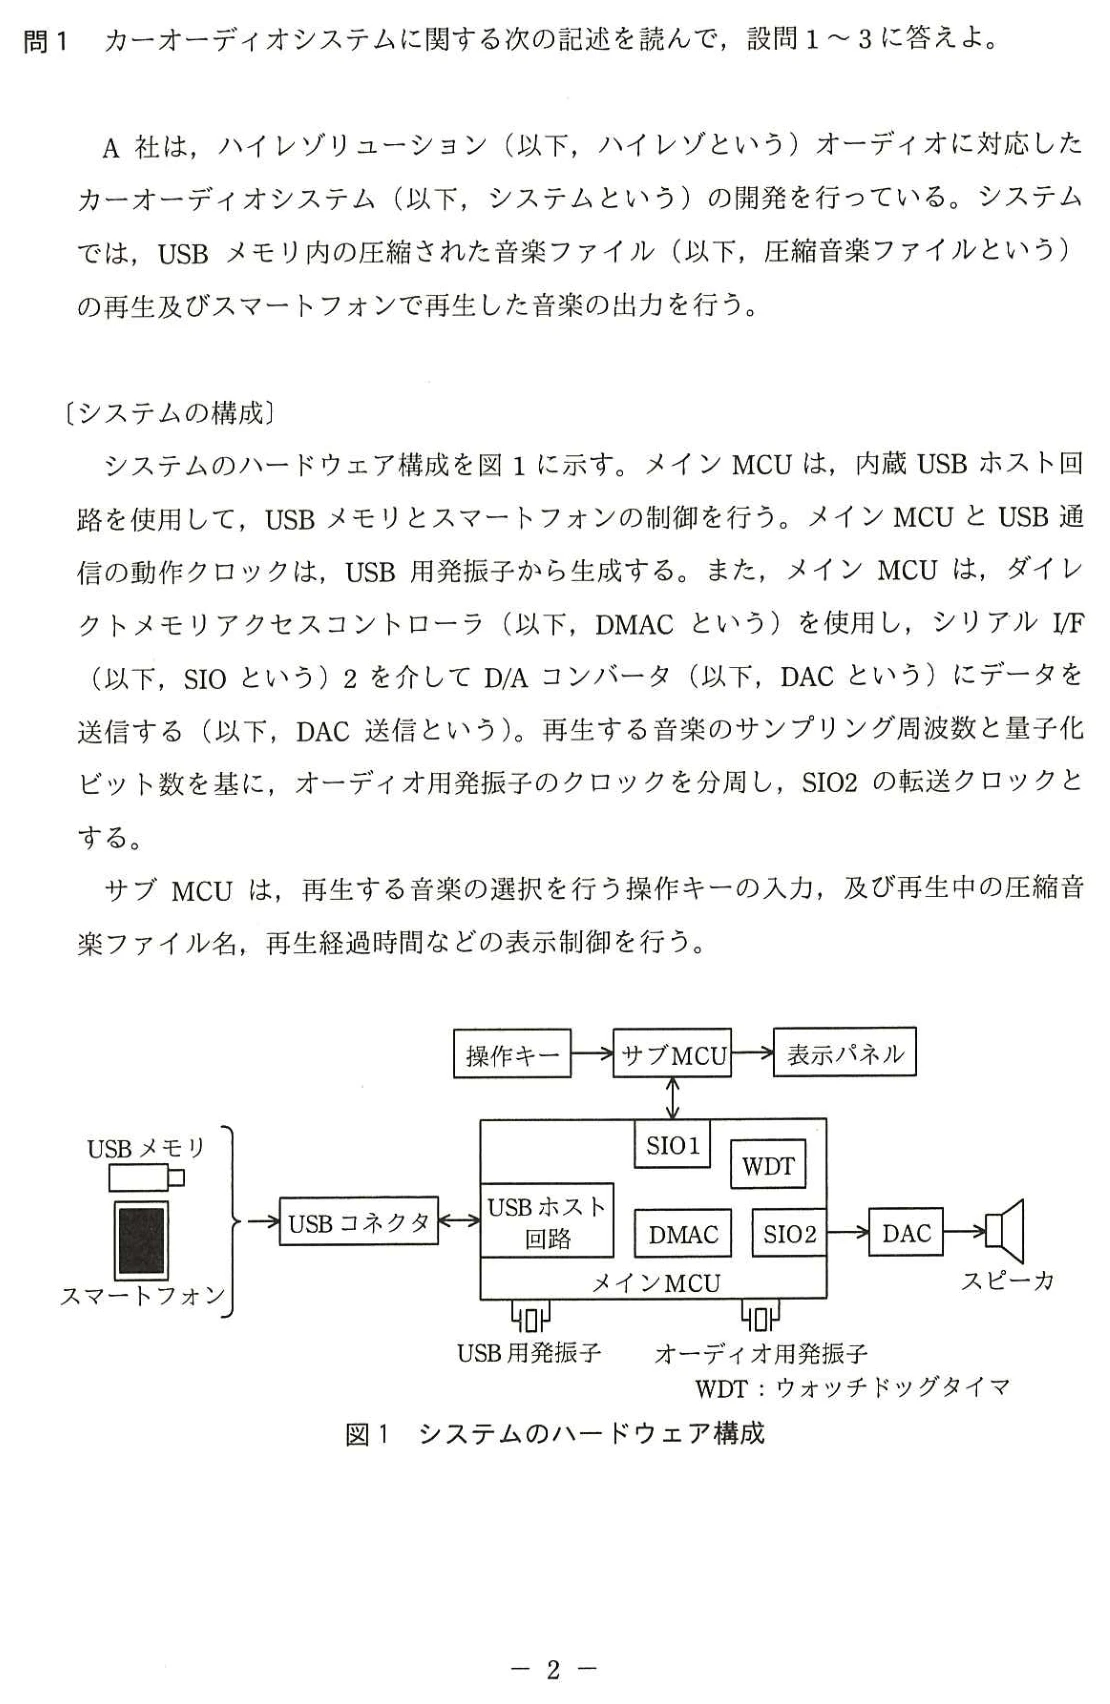 問1 カーオーディオシステムに関する次の記述を読んで，設問1～3に答えよ。
A 社は，ハイレゾリューション（以下，ハイレゾという）オーディオに対応した
カーオーディオシステム（以下，システムという）の開発を行っている。システム
では，USB メモリ内の圧縮された音楽ファイル（以下，圧縮音楽ファイルという）
の再生及びスマートフォンで再生した音楽の出力を行う。
〔システムの構成〕
システムのハードウェア構成を図1に示す。メイン MCU は，内蔵 USB ホスト回
路を使用して，USB メモリとスマートフォンの制御を行う。メイン MCU と USB 通
信の動作クロックは，USB 用発振子から生成する。また，メイン MCU は，ダイレ
クトメモリアクセスコントローラ（以下，DMAC という）を使用し，シリアル I/F
（以下，SIO という）2 を介して D/A コンバータ（以下，DAC という）にデータを
送信する（以下，DAC 送信という）。再生する音楽のサンプリング周波数と量子化
ビット数を基に，オーディオ用発振子のクロックを分周し，SIO2 の転送クロックと
する。
サブ MCU は，再生する音楽の選択を行う操作キーの入力，及び再生中の圧縮音
楽ファイル名，再生経過時間などの表示制御を行う。
操作キー
サブMCU
表示パネル
USB メモリ
スマートフォン
USB コネクタ
SIO1
WDT
USB ホスト
回路
DMAC
SIO2
メインMCU
DAC
スピーカ
USB 用発振子
オーディオ用発振子
WDT：ウォッチドッグタイマ
図1 システムのハードウェア構成
－ 2 －